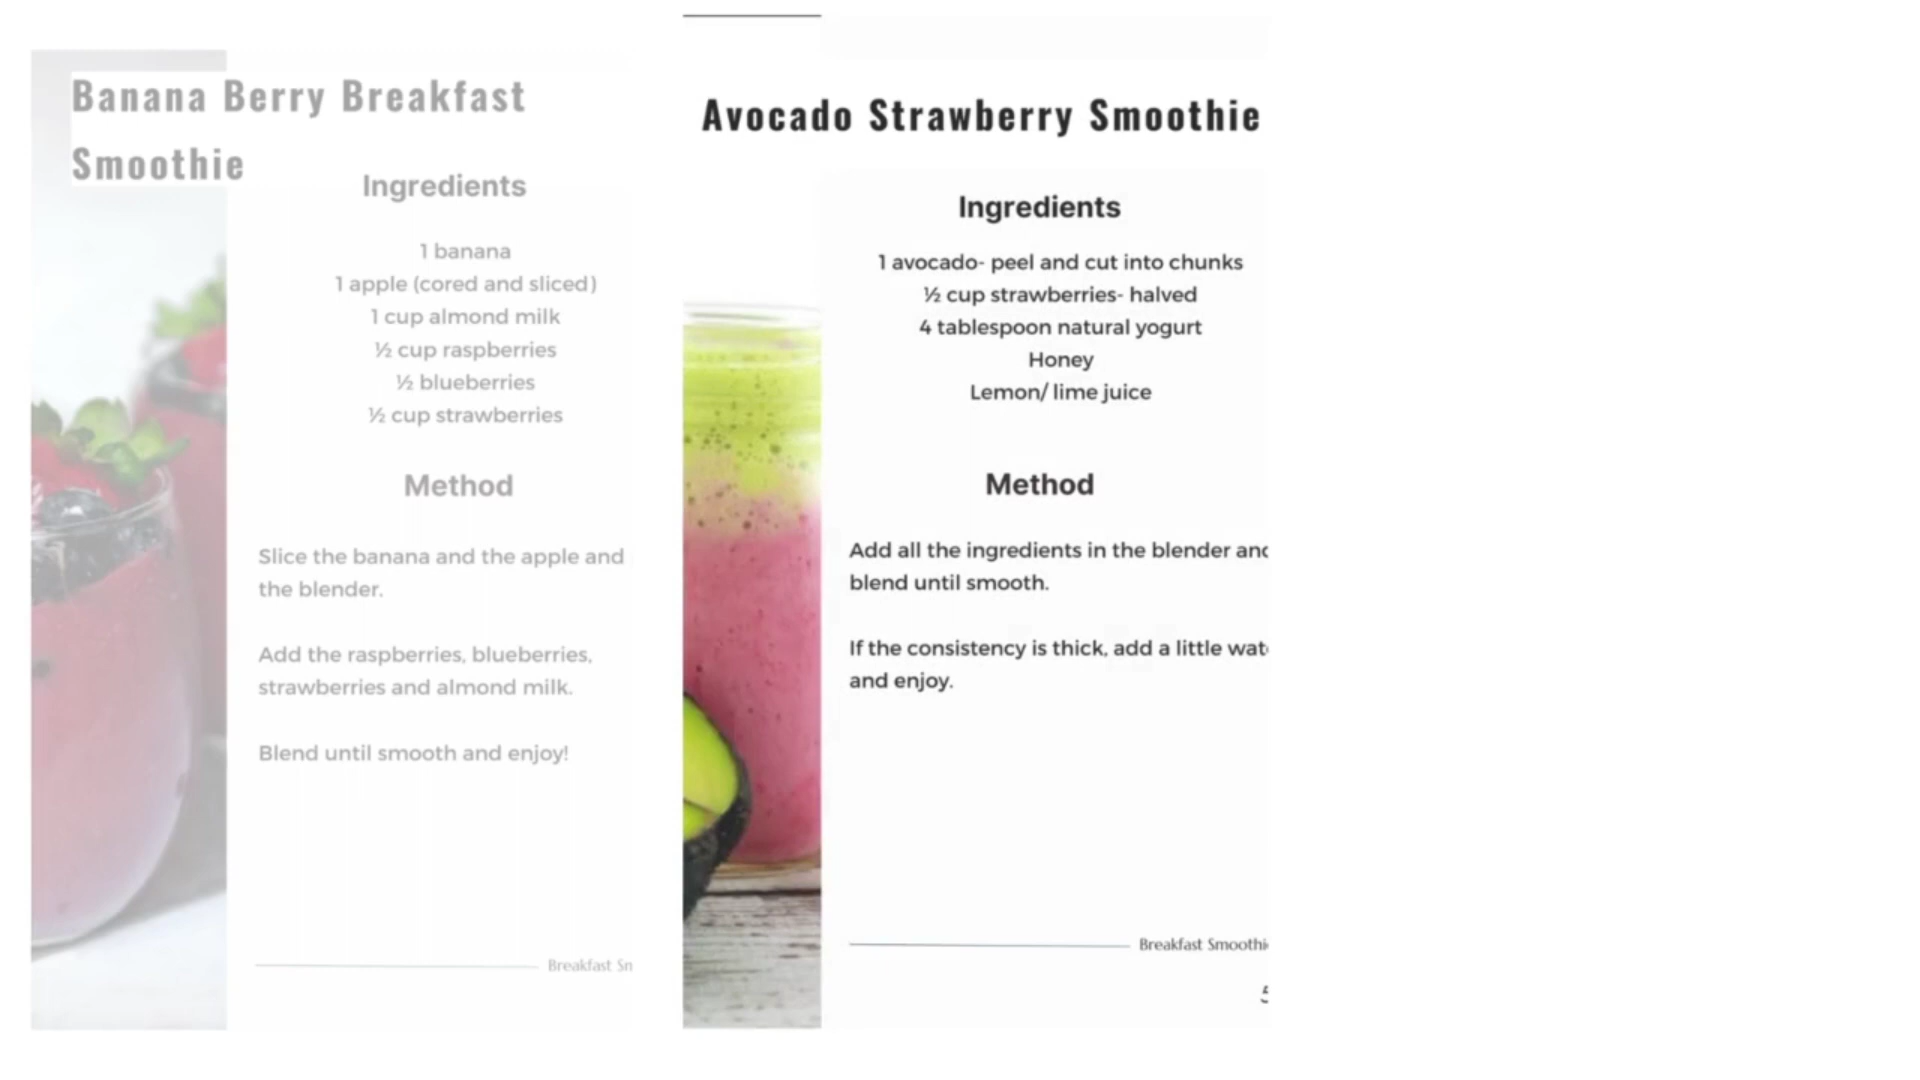 Banana Berry Breakfast
Smoothie
Ingredients
1 banana
1 apple (cored and sliced)
1 cup almond milk
½ cup raspberries
½ blueberries
½ cup strawberries
Method
Slice the banana and the apple and
the blender.
Add the raspberries, blueberries,
strawberries and almond milk.
Blend until smooth and enjoy!
Breakfast Sn
Avocado Strawberry Smoothie
Ingredients
1 avocado- peel and cut into chunks
½ cup strawberries- halved
4 tablespoon natural yogurt
Honey
Lemon/ lime juice
Method
Add all the ingredients in the blender and
blend until smooth.
If the consistency is thick, add a little wat
and enjoy.
Breakfast Smoothi